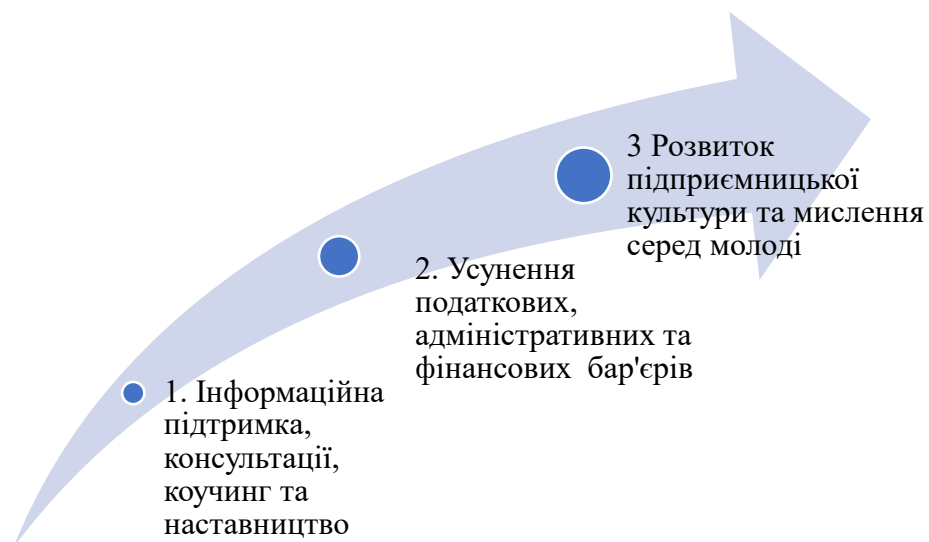 1. Інформаційна
підтримка,
консультації,
коучинг та
наставництво
2. Усунення
податкових,
адміністративних та
фінансових  бар'єрів
3 Розвиток
підприємницької
культури та мислення
серед молоді